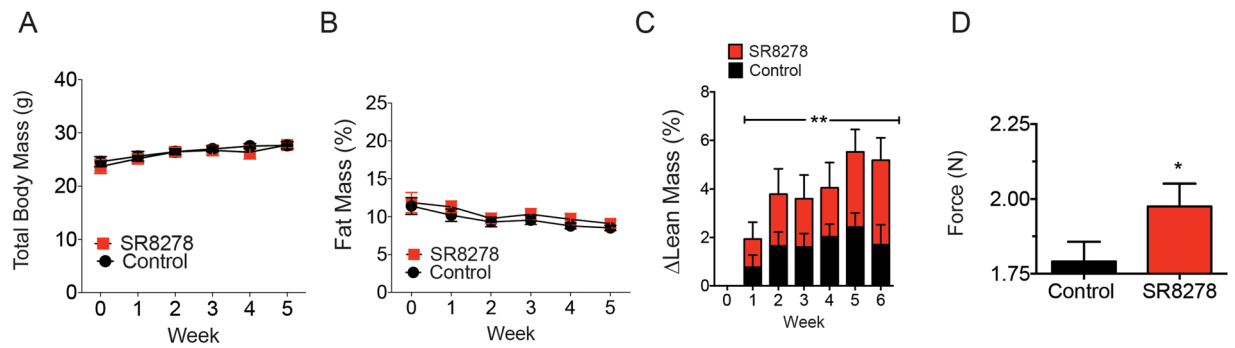 A
Total Body Mass (g)
40
30
20
10
0
SR8278
Control
0 1 2 3 4 5
Week
B
Fat Mass (%)
25
20
15
10
5
0
SR8278
Control
0 1 2 3 4 5
Week
C
SR8278
Control
ΔLean Mass (%)
8
6
4
2
0
**
0 1 2 3 4 5 6
Week
D
Force (N)
2.25
2.00
1.75
*
Control SR8278